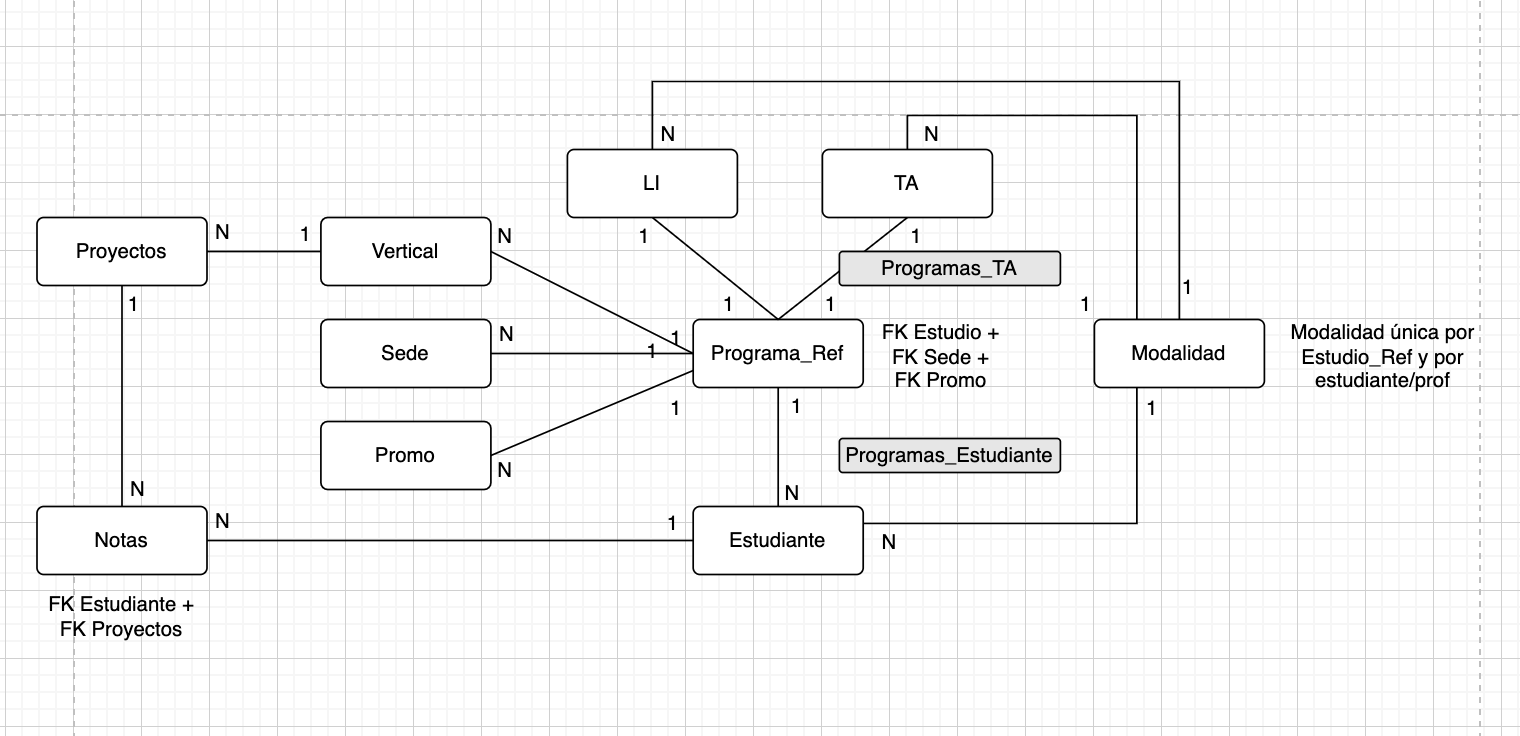 N
N
LI
TA
Proyectos
N
1
Vertical
N
1
1
Programas_TA
1
1
1
1
1
Sede
N
1
1
Programa_Ref
FK Estudio +
FK Sede +
FK Promo
Modalidad
Modalidad única por
Estudio_Ref y por
estudiante/prof
1
1
1
Promo
N
Programas_Estudiante
N
N
Notas
N
1
Estudiante
N
FK Estudiante +
FK Proyectos